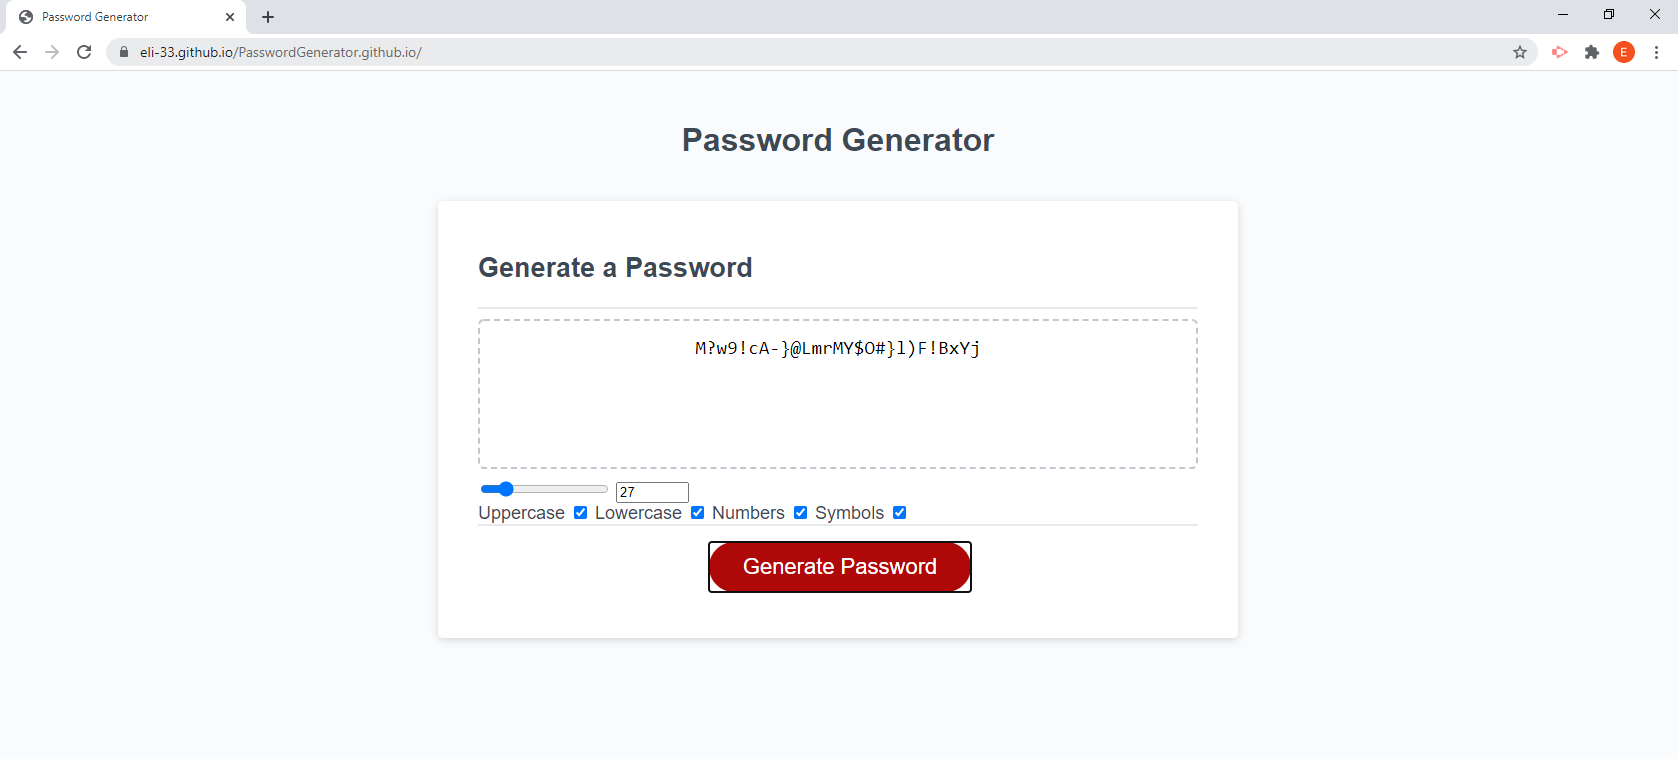 Password Generator
eli-33.github.io/PasswordGenerator.github.io/
E
Password Generator
Generate a Password
M?w9!cA-}@LmrMY$O#}l)F!BxYj
27
Uppercase Lowercase Numbers Symbols
Generate Password